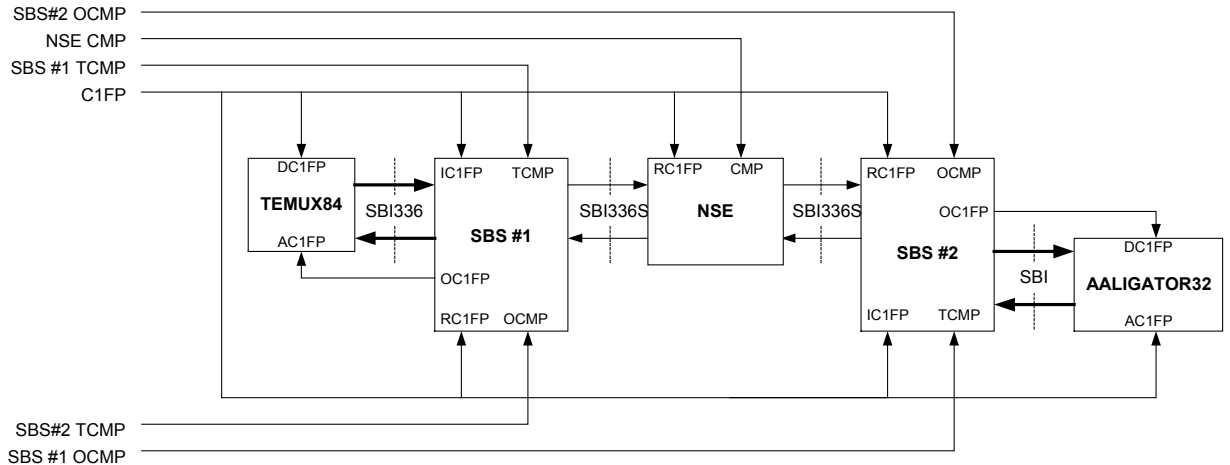 SBS#2 OCMP
NSE CMP
SBS #1 TCMP
C1FP
DC1FP
TEMUX84
AC1FP
SBI336
IC1FP TCMP
SBS #1
OC1FP
RC1FP OCMP
SBI336S
RC1FP CMP
NSE
SBI336S
RC1FP OCMP
OC1FP
SBS #2
IC1FP TCMP
SBI
DC1FP
AALIGATOR32
AC1FP
SBS#2 TCMP
SBS #1 OCMP